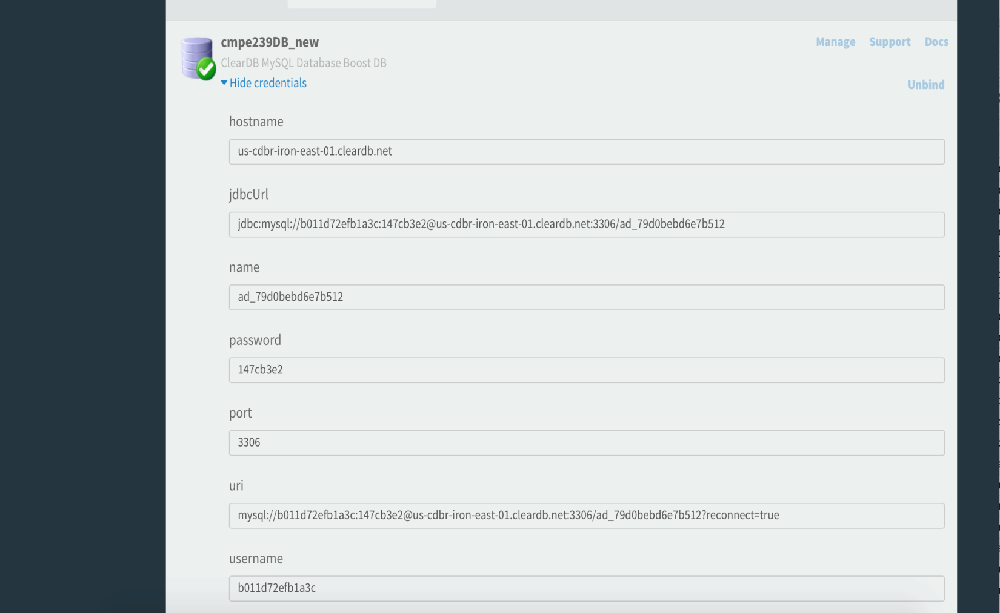 cmpe239DB_new
Manage Support Docs
ClearDB MySQL Database Boost DB
Hide credentials
Unbind
hostname
us-cdbr-iron-east-01.cleardb.net
jdbcUrl
jdbc:mysql://b011d72efb1a3c:147cb3e2@us-cdbr-iron-east-01.cleardb.net:3306/ad_79d0bebd6e7b512
name
ad_79d0bebd6e7b512
password
147cb3e2
port
3306
uri
mysql://b011d72efb1a3c:147cb3e2@us-cdbr-iron-east-01.cleardb.net:3306/ad_79d0bebd6e7b512?reconnect=true
username
b011d72efb1a3c